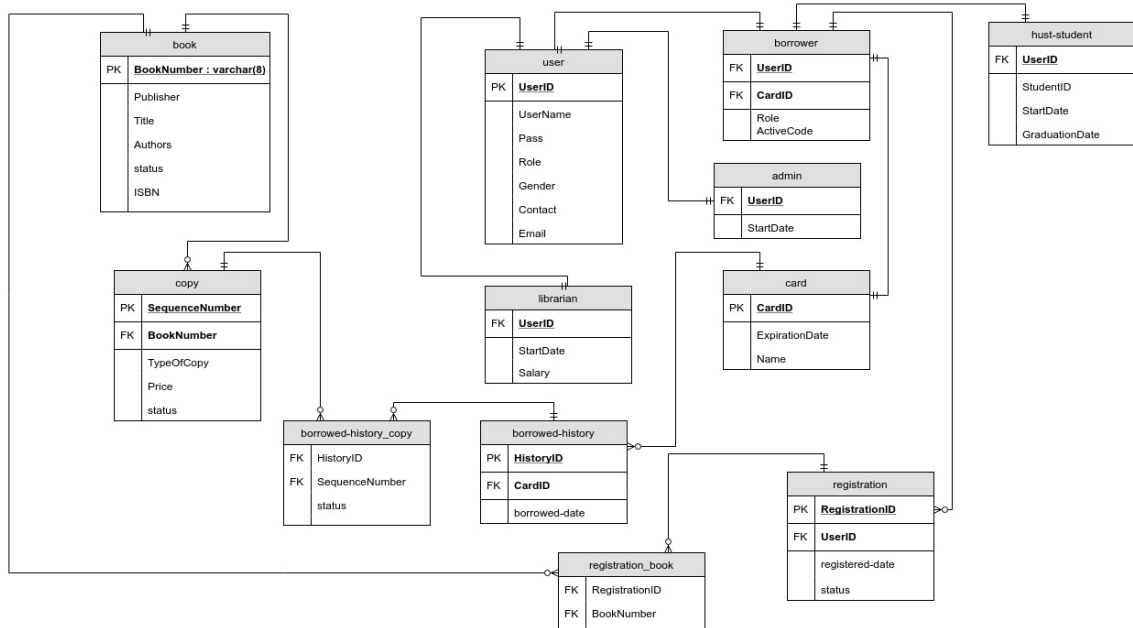 book
PK BookNumber : varchar(8)
Publisher
Title
Authors
status
ISBN
user
PK UserID
UserName
Pass
Role
Gender
Contact
Email
borrower
FK UserID
FK CardID
Role
ActiveCode
hust-student
FK UserID
StudentID
StartDate
GraduationDate
admin
FK UserID
StartDate
copy
PK SequenceNumber
FK BookNumber
TypeOfCopy
Price
status
librarian
FK UserID
StartDate
Salary
card
PK CardID
ExpirationDate
Name
borrowed-history_copy
FK HistoryID
FK SequenceNumber
status
borrowed-history
PK HistoryID
FK CardID
borrowed-date
registration
PK RegistrationID
FK UserID
registered-date
status
registration_book
FK RegistrationID
FK BookNumber